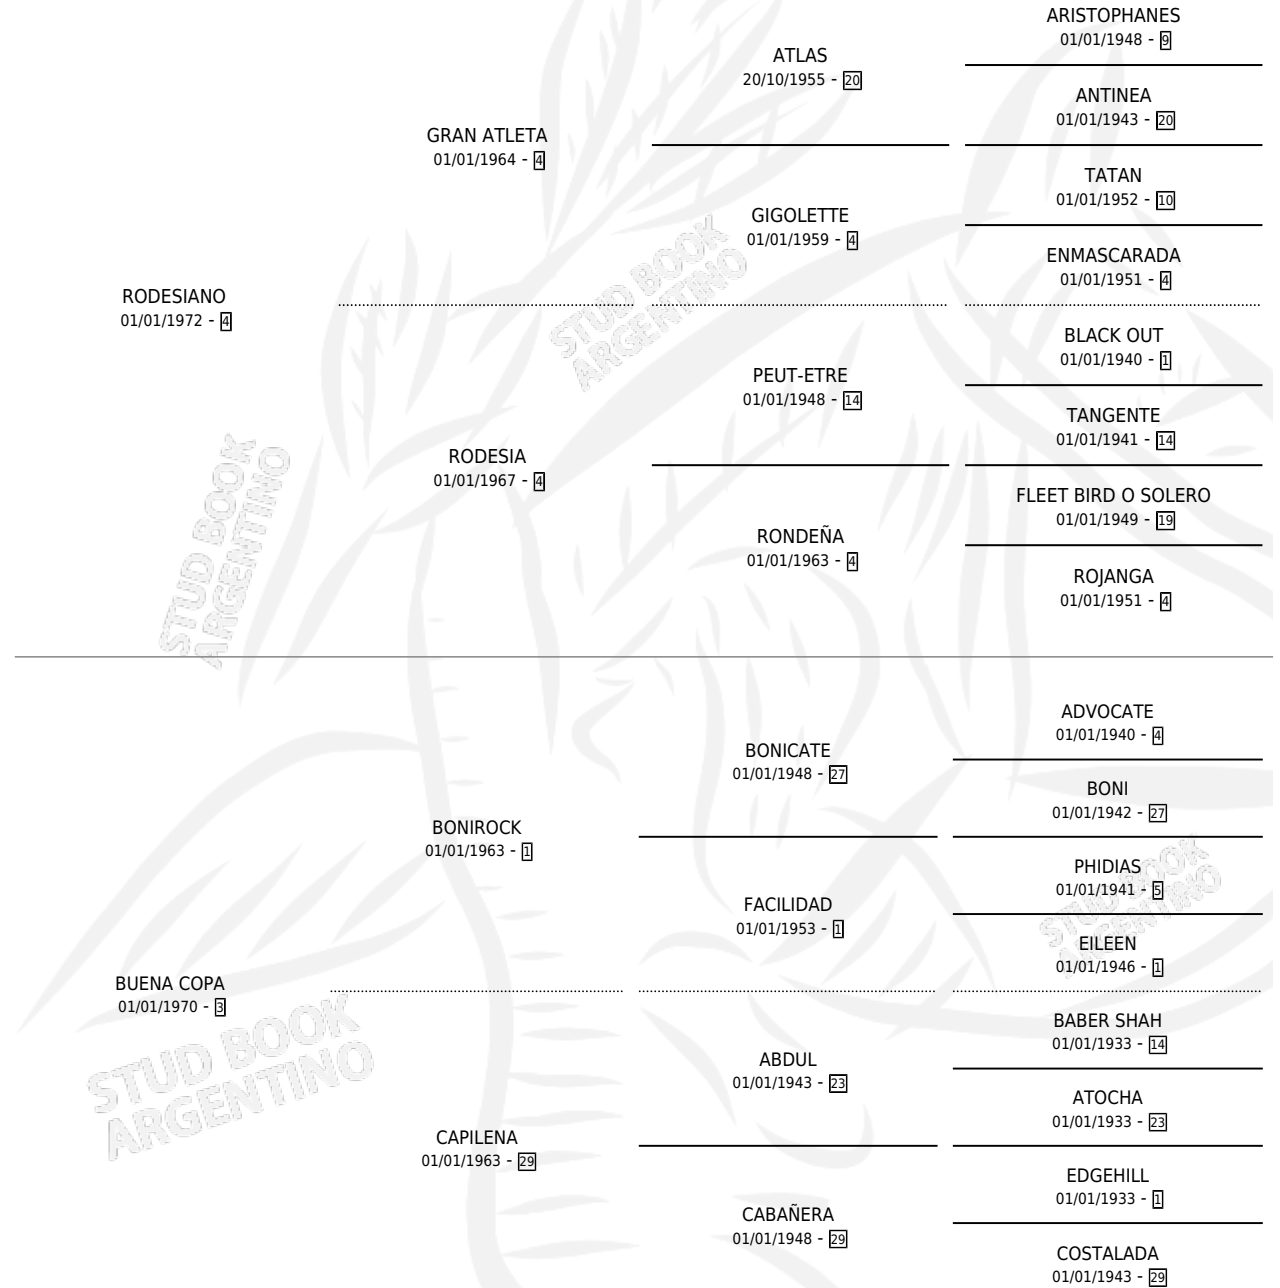 ARISTOPHANES
01/01/1948 - 9
ATLAS
20/10/1955 - 20
ANTINEA
01/01/1943 - 20
GRAN ATLETA
01/01/1964 - 4
TATAN
01/01/1952 - 10
GIGOLETTE
01/01/1959 - 4
ENMASCARADA
01/01/1951 - 4
RODESIANO
01/01/1972 - 4
BLACK OUT
01/01/1940 - 1
PEUT-ETRE
01/01/1948 - 14
TANGENTE
01/01/1941 - 14
RODESIA
01/01/1967 - 4
FLEET BIRD O SOLERO
01/01/1949 - 19
RONDEÑA
01/01/1963 - 4
ROJANGA
01/01/1951 - 4
STUD BOOK
ARGENTINO
STUD BOOK
ARGENTINO
ADVOCATE
01/01/1940 - 4
BONICATE
01/01/1948 - 27
BONI
01/01/1942 - 27
BONIROCK
01/01/1963 - 1
PHIDIAS
01/01/1941 - 5
FACILIDAD
01/01/1953 - 1
EILEEN
01/01/1946 - 1
BUENA COPA
01/01/1970 - 3
BABER SHAH
01/01/1933 - 14
ABDUL
01/01/1943 - 23
ATOCHA
01/01/1933 - 23
CAPILENA
01/01/1963 - 29
EDGEHILL
01/01/1933 - 1
CABAÑERA
01/01/1948 - 29
COSTALADA
01/01/1943 - 29
STUD BOOK
ARGENTINO
STUD BOOK
ARGENTINO